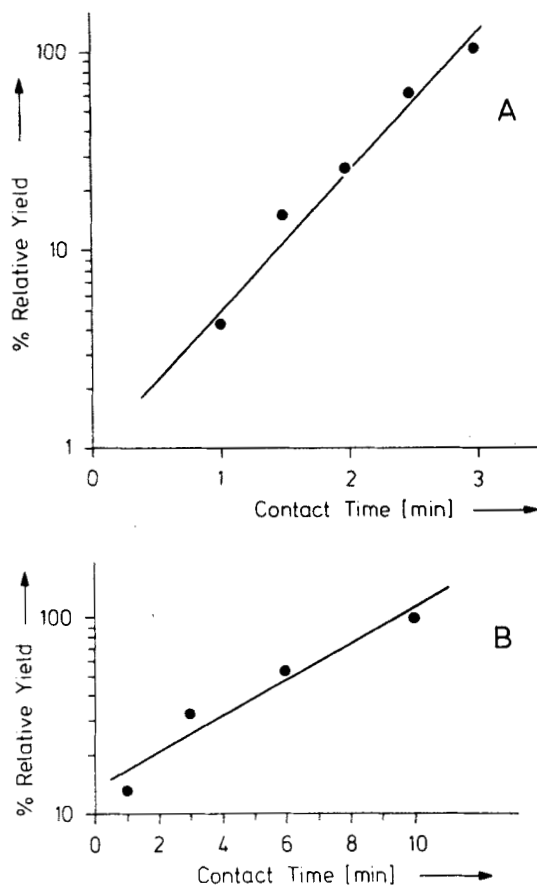 100
A
10
% Relative Yield
1
0 1 2 3
Contact Time [min]
100
B
% Relative Yield
10
0 2 4 6 8 10
Contact Time [min]